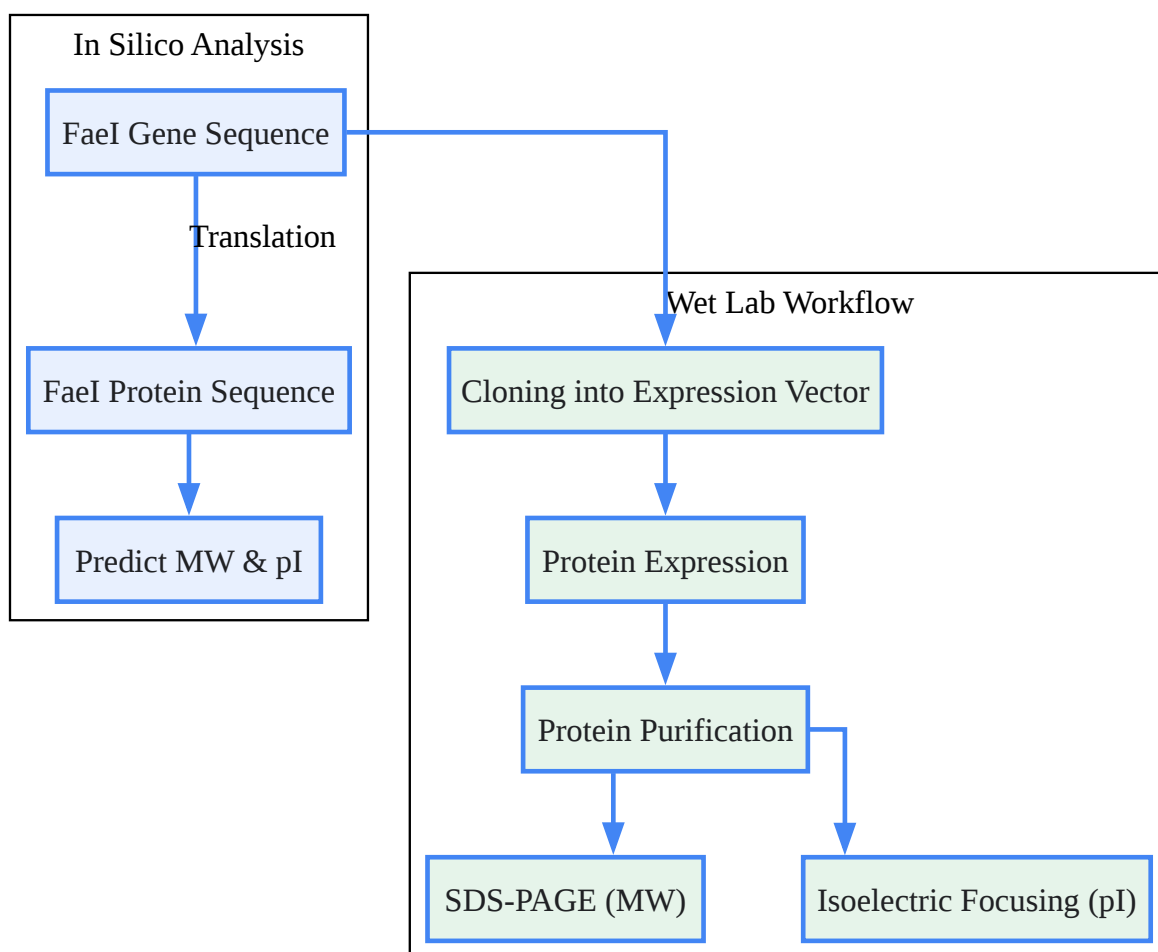 In Silico Analysis
FaeI Gene Sequence
Translation
FaeI Protein Sequence
Predict MW & pI
Wet Lab Workflow
Cloning into Expression Vector
Protein Expression
Protein Purification
SDS-PAGE (MW)
Isoelectric Focusing (pI)